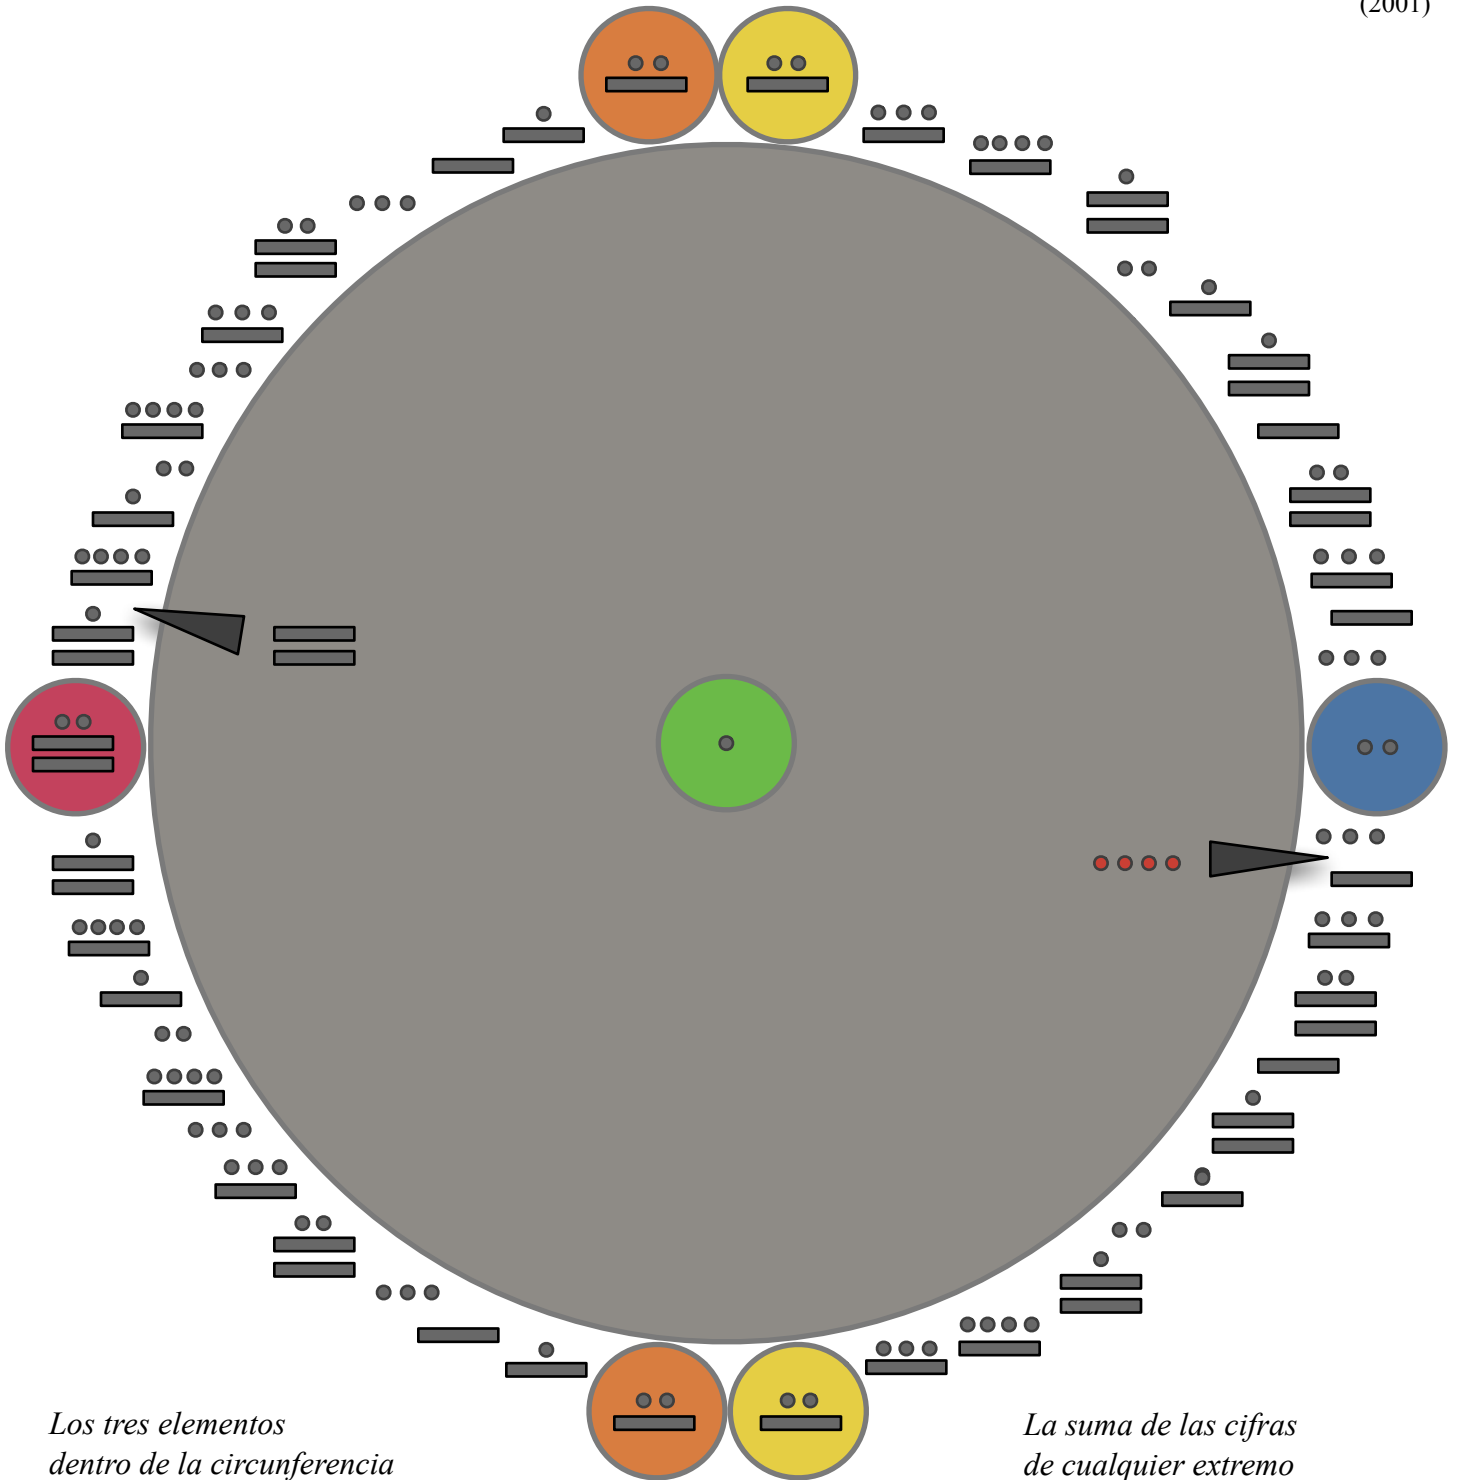 (2001)
Los tres elementos
dentro de la circunferencia
La suma de las cifras
de cualquier extremo